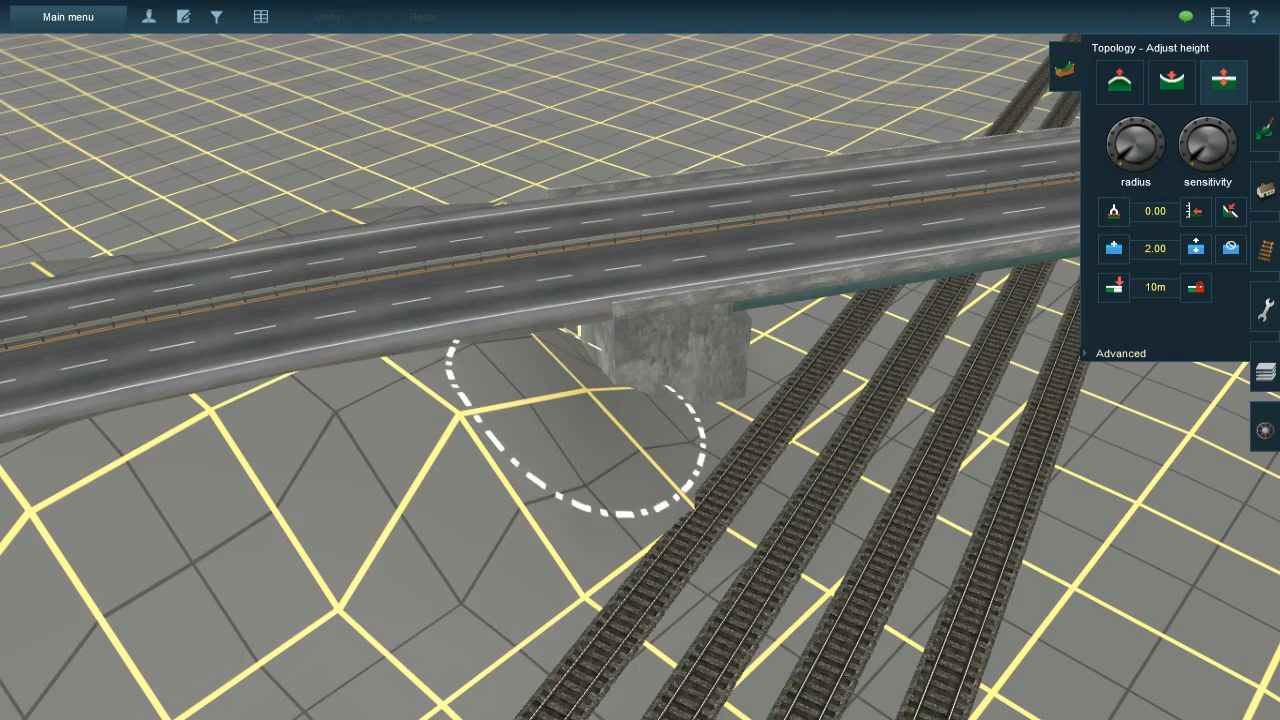 Main menu
Undo
Redo
?
Topology - Adjust height
radius
sensitivity
0.00
2.00
10m
Advanced